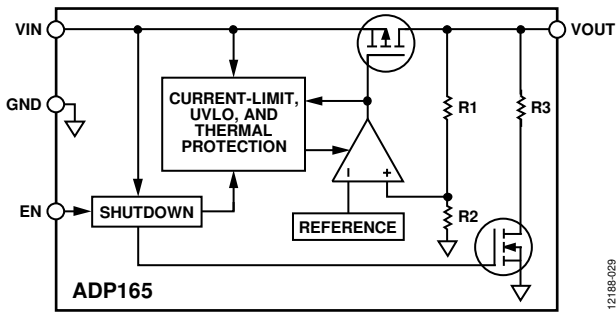 VIN
VOUT
GND
CURRENT-LIMIT,
UVLO, AND
THERMAL
PROTECTION
R1
R3
EN
SHUTDOWN
REFERENCE
R2
ADP165
12188-029